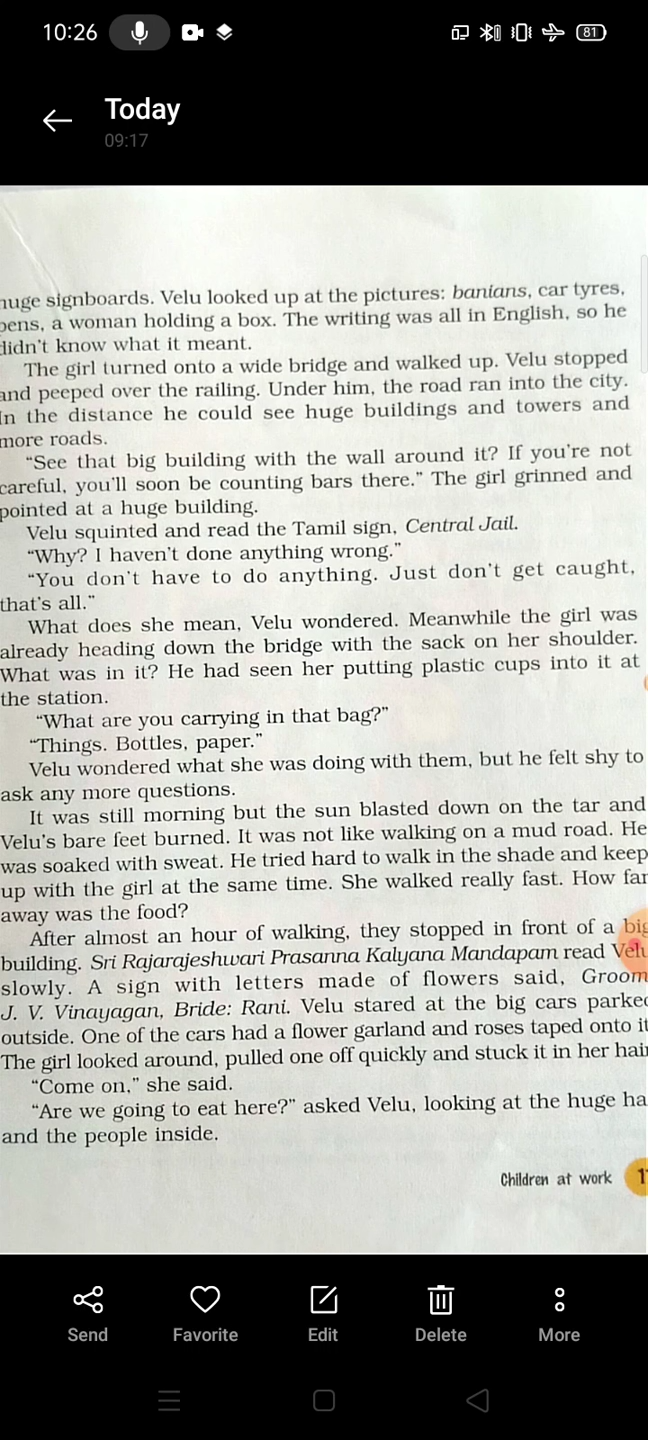 10:26
81
Today
09:17
huge signboards. Velu looked up at the pictures: banians, car tyres,
pens, a woman holding a box. The writing was all in English, so he
didn't know what it meant.
The girl turned onto a wide bridge and walked up. Velu stopped
and peeped over the railing. Under him, the road ran into the city.
In the distance he could see huge buildings and towers and
more roads.
“See that big building with the wall around it? If you're not
careful, you'll soon be counting bars there.” The girl grinned and
pointed at a huge building.
Velu squinted and read the Tamil sign, Central Jail.
“Why? I haven't done anything wrong.”
“You don't have to do anything. Just don't get caught,
that's all.”
What does she mean, Velu wondered. Meanwhile the girl was
already heading down the bridge with the sack on her shoulder.
What was in it? He had seen her putting plastic cups into it at
the station.
“What are you carrying in that bag?”
“Things. Bottles, paper.”
Velu wondered what she was doing with them, but he felt shy to
ask any more questions.
It was still morning but the sun blasted down on the tar and
Velu's bare feet burned. It was not like walking on a mud road. He
was soaked with sweat. He tried hard to walk in the shade and keep
up with the girl at the same time. She walked really fast. How far
away was the food?
After almost an hour of walking, they stopped in front of a big
building. Sri Rajarajeshwari Prasanna Kalyana Mandapam read Velu
slowly. A sign with letters made of flowers said, Groom
J. V. Vinayagan, Bride: Rani. Velu stared at the big cars parked
outside. One of the cars had a flower garland and roses taped onto it
The girl looked around, pulled one off quickly and stuck it in her hair
“Come on,” she said.
“Are we going to eat here?” asked Velu, looking at the huge ha
and the people inside.
Children at work
Send
Favorite
Edit
Delete
More